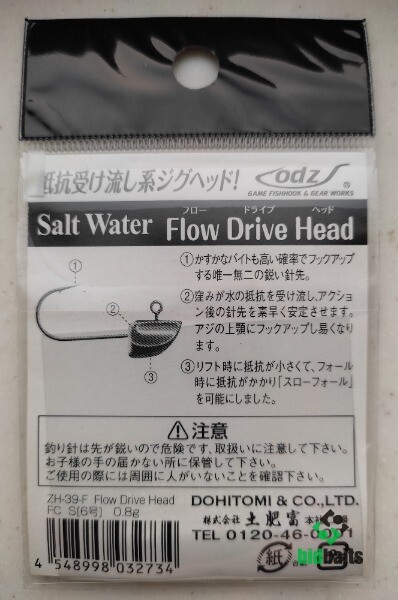 抵抗受け流し系ジグヘッド!
odz
®
GAME FISHHOOK & GEAR WORKS
フロー ドライブ ヘッド
Salt Water Flow Drive Head
①かすかなバイトも高い確率でフックアップ
する唯一無二の鋭い針先。
②窪みが水の抵抗を受け流し、アクショ
ン後の針先を素早く安定させます。
アジの上顎にフックアップし易くなり
ます。
③リフト時に抵抗が小さくて、フォール
時に抵抗がかかり「スローフォール」
を可能にしました。
①
②
③
⚠注意
釣り針は先が鋭いので危険です、取扱いに注意して下さい。
お子様の手の届かない所に保管して下さい。
ご使用の際には周囲に人がいないことを確認下さい。
ZH-39-F Flow Drive Head
FC S[6号] 0.8g
DOHITOMI & CO., LTD.
株式会社 土肥富 本社
TEL 0120-46-
4 548998 032734
紙
bidbaits